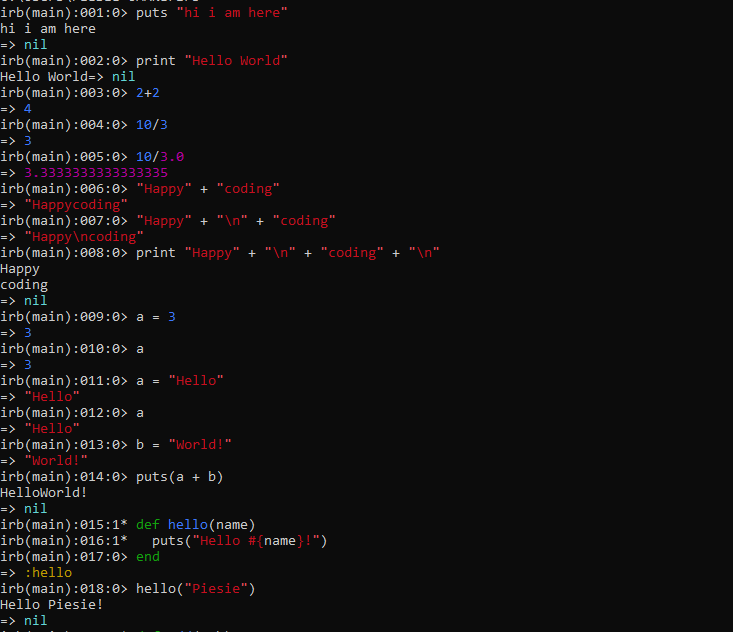 irb(main):001:0> puts "hi i am here"
hi i am here
=> nil
irb(main):002:0> print "Hello World"
Hello World=> nil
irb(main):003:0> 2+2
=> 4
irb(main):004:0> 10/3
=> 3
irb(main):005:0> 10/3.0
=> 3.3333333333333335
irb(main):006:0> "Happy" + "coding"
=> "Happycoding"
irb(main):007:0> "Happy" + "\n" + "coding"
=> "Happy\ncoding"
irb(main):008:0> print "Happy" + "\n" + "coding" + "\n"
Happy
coding
=> nil
irb(main):009:0> a = 3
=> 3
irb(main):010:0> a
=> 3
irb(main):011:0> a = "Hello"
=> "Hello"
irb(main):012:0> a
=> "Hello"
irb(main):013:0> b = "World!"
=> "World!"
irb(main):014:0> puts(a + b)
HelloWorld!
=> nil
irb(main):015:1* def hello(name)
irb(main):016:1*   puts("Hello #{name}!")
irb(main):017:0> end
=> :hello
irb(main):018:0> hello("Piesie")
Hello Piesie!
=> nil